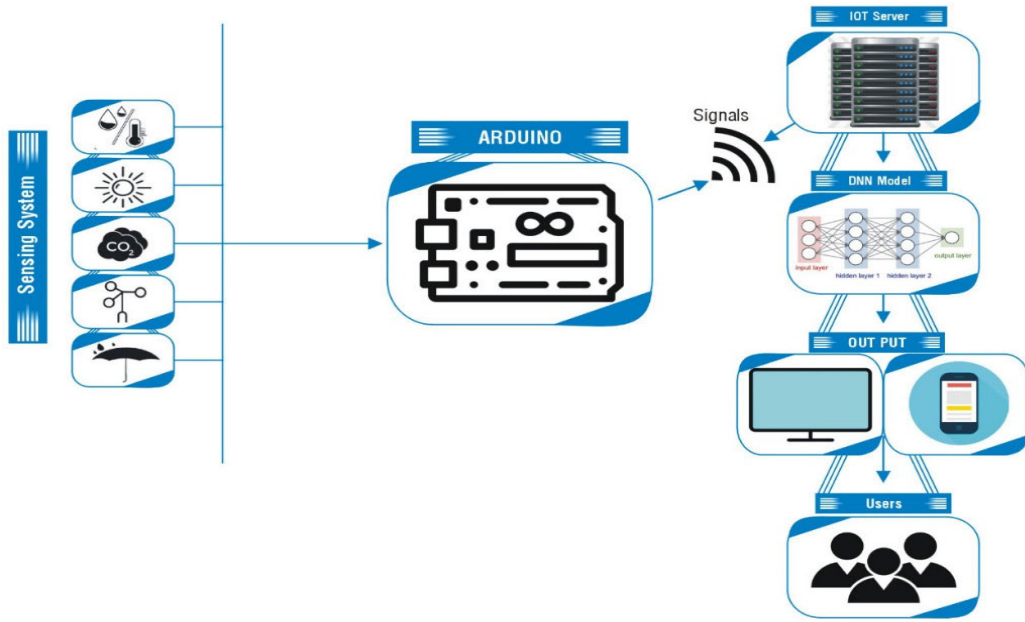 Sensing System
CO2
ARDUINO
Signals
IOT Server
DNN Model
input layer
hidden layer 1
hidden layer 2
output layer
OUT PUT
Users